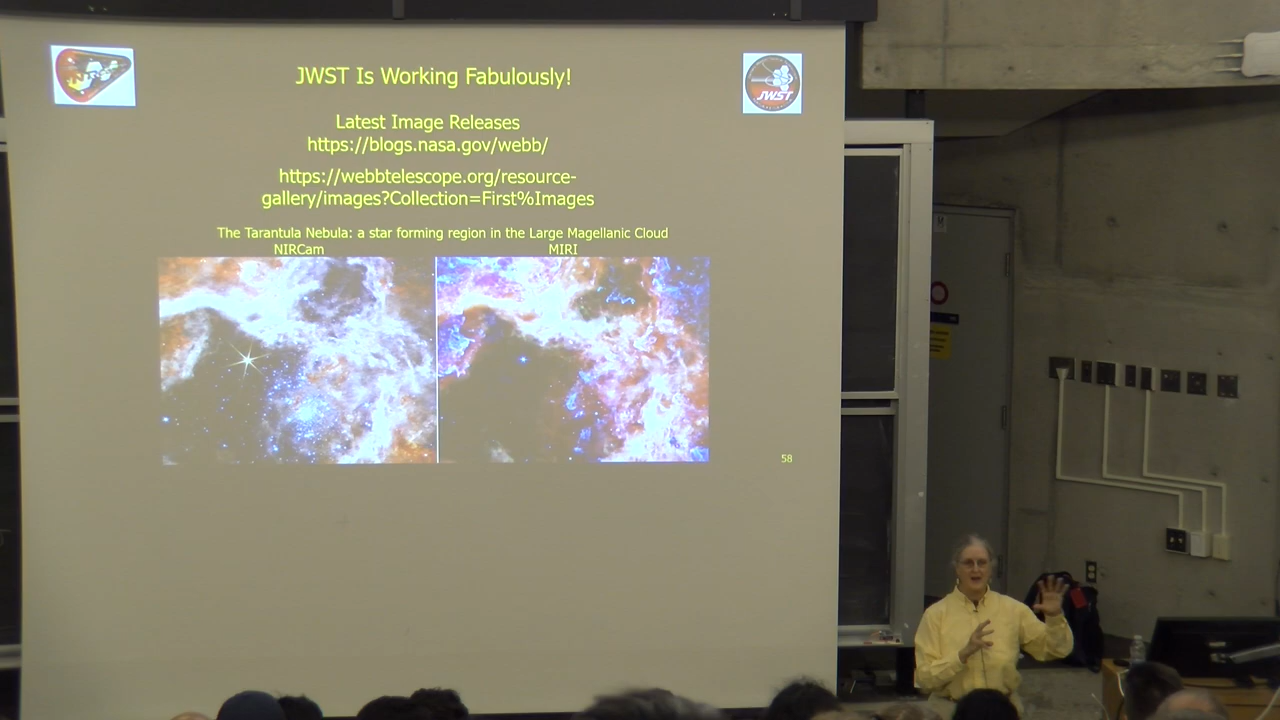 JWST Is Working Fabulously!
JWST
Latest Image Releases
https://blogs.nasa.gov/webb/
https://webbtelescope.org/resource-
gallery/images?Collection=First%Images
The Tarantula Nebula: a star forming region in the Large Magellanic Cloud
NIRCam MIRI
58